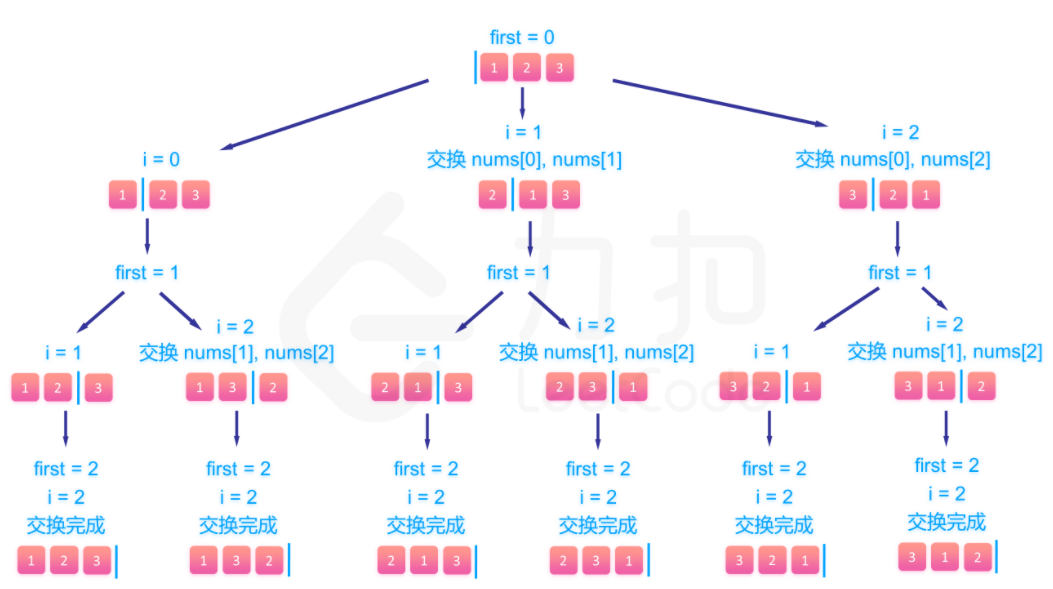 first = 0
1 2 3
i = 0
1 2 3
i = 1
交换 nums[0], nums[1]
2 1 3
i = 2
交换 nums[0], nums[2]
3 2 1
first = 1
first = 1
first = 1
i = 1
1 2 3
i = 2
交换 nums[1], nums[2]
1 3 2
i = 1
2 1 3
i = 2
交换 nums[1], nums[2]
2 3 1
i = 1
3 2 1
i = 2
交换 nums[1], nums[2]
3 1 2
first = 2
i = 2
交换完成
1 2 3
first = 2
i = 2
交换完成
1 3 2
first = 2
i = 2
交换完成
2 1 3
first = 2
i = 2
交换完成
2 3 1
first = 2
i = 2
交换完成
3 2 1
first = 2
i = 2
交换完成
3 1 2
力扣
LeetCode